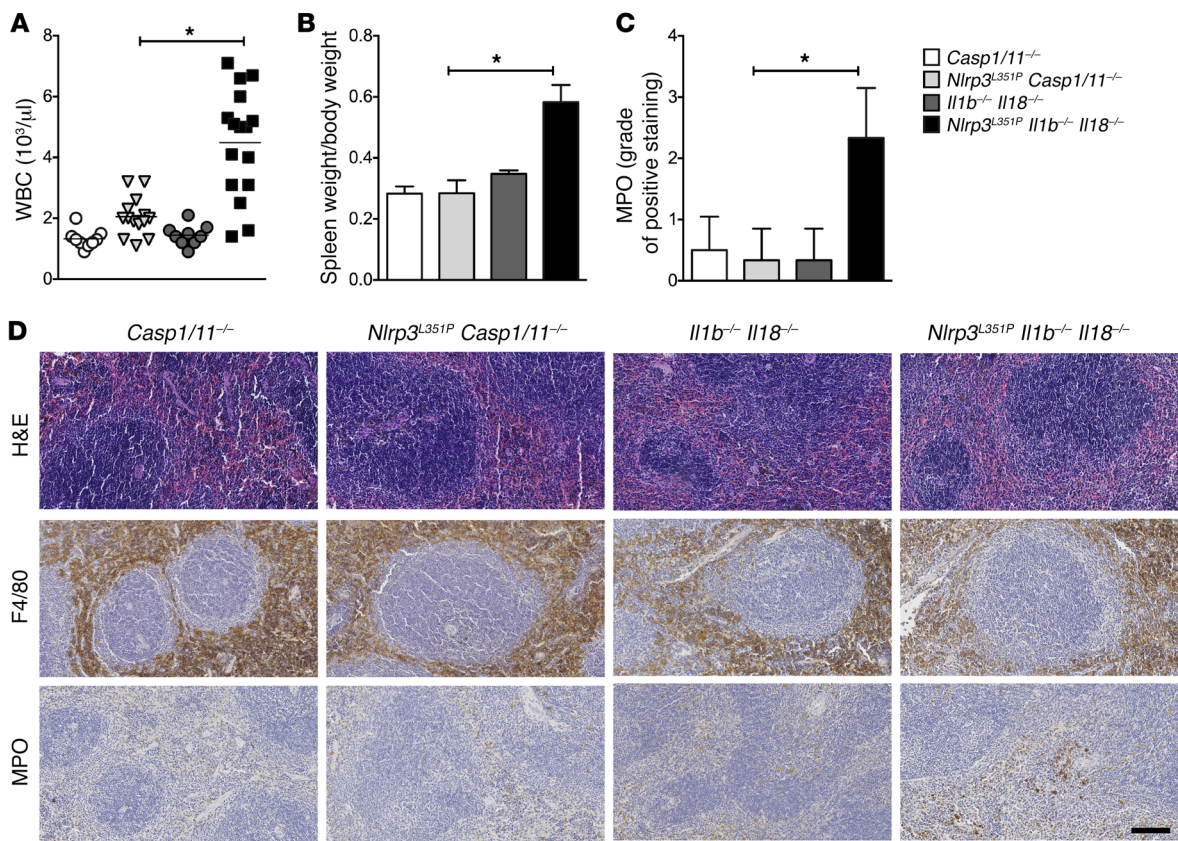 A
WBC (10³/µl)
8
6
4
2
0
*
B
Spleen weight/body weight
0.8
0.6
0.4
0.2
0.0
*
C
MPO (grade
of positive staining)
4
3
2
1
0
*
Casp1/11⁻/⁻
Nlrp3ᴸ³⁵¹ᴾ Casp1/11⁻/⁻
Il1b⁻/⁻ Il18⁻/⁻
Nlrp3ᴸ³⁵¹ᴾ Il1b⁻/⁻ Il18⁻/⁻
D
Casp1/11⁻/⁻ Nlrp3ᴸ³⁵¹ᴾ Casp1/11⁻/⁻ Il1b⁻/⁻ Il18⁻/⁻ Nlrp3ᴸ³⁵¹ᴾ Il1b⁻/⁻ Il18⁻/⁻
H&E
F4/80
MPO